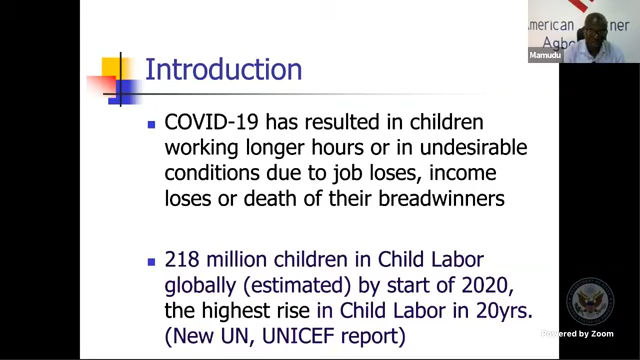 Introduction
COVID-19 has resulted in children
working longer hours or in undesirable
conditions due to job loses, income
loses or death of their breadwinners
218 million children in Child Labor
globally (estimated) by start of 2020,
the highest rise in Child Labor in 20yrs.
(New UN, UNICEF report)
American
Mamudu
Powered by Zoom